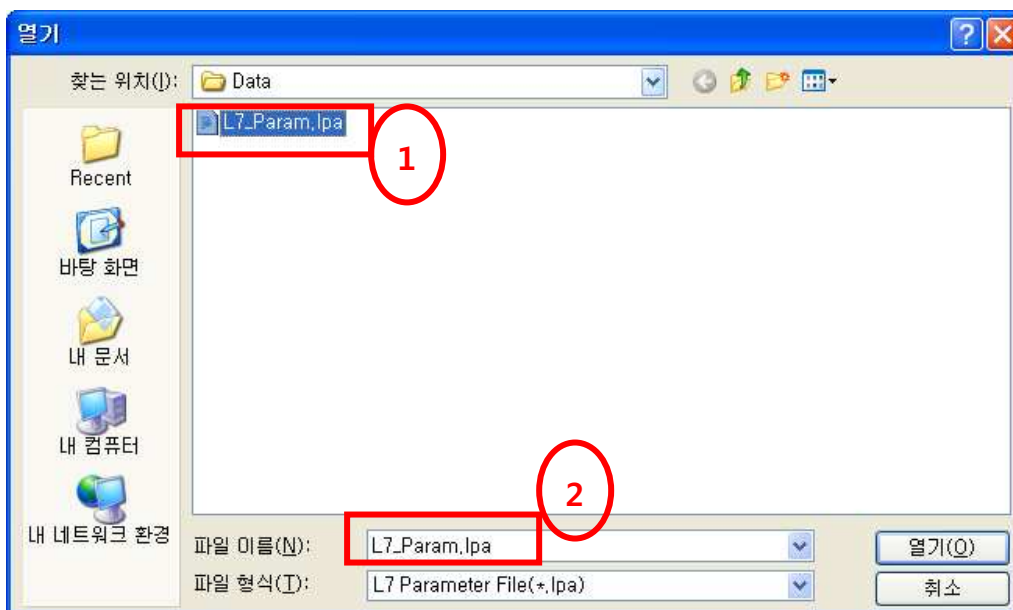 열기
찾는 위치(I): Data
L7_Param.lpa
1
Recent
바탕 화면
내 문서
내 컴퓨터
내 네트워크 환경
2
파일 이름(N): L7_Param.lpa 열기(O)
파일 형식(T): L7 Parameter File(*.lpa) 취소